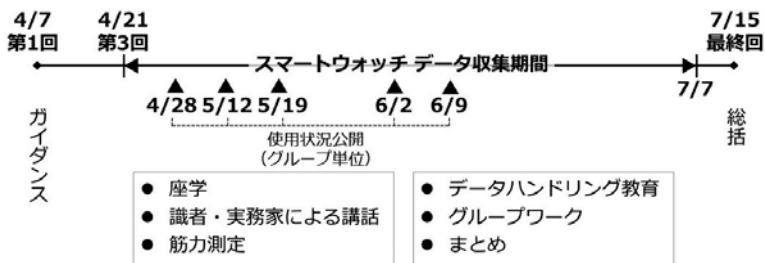 4/7
第1回
4/21
第3回
7/15
最終回
スマートウォッチ データ収集期間
7/7
4/28
5/12
5/19
6/2
6/9
使用状況公開
(グループ単位)
ガイダンス
総括
● 座学
● 識者・実務家による講話
● 筋力測定
● データハンドリング教育
● グループワーク
● まとめ